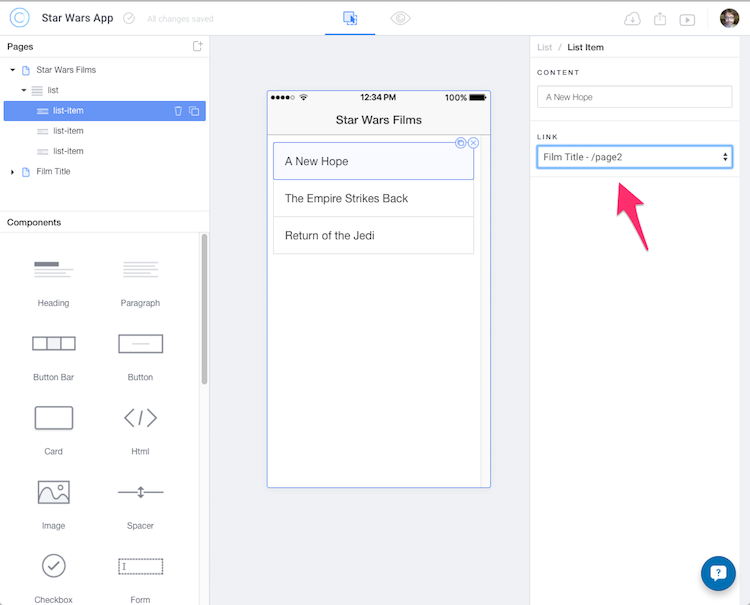 Star Wars App
All changes saved
Pages
Star Wars Films
list
list-item
list-item
list-item
Film Title
Components
Heading
Paragraph
Button Bar
Button
Card
Html
Image
Spacer
Checkbox
Form
12:34 PM
100%
Star Wars Films
A New Hope
The Empire Strikes Back
Return of the Jedi
List / List Item
CONTENT
A New Hope
LINK
Film Title - /page2